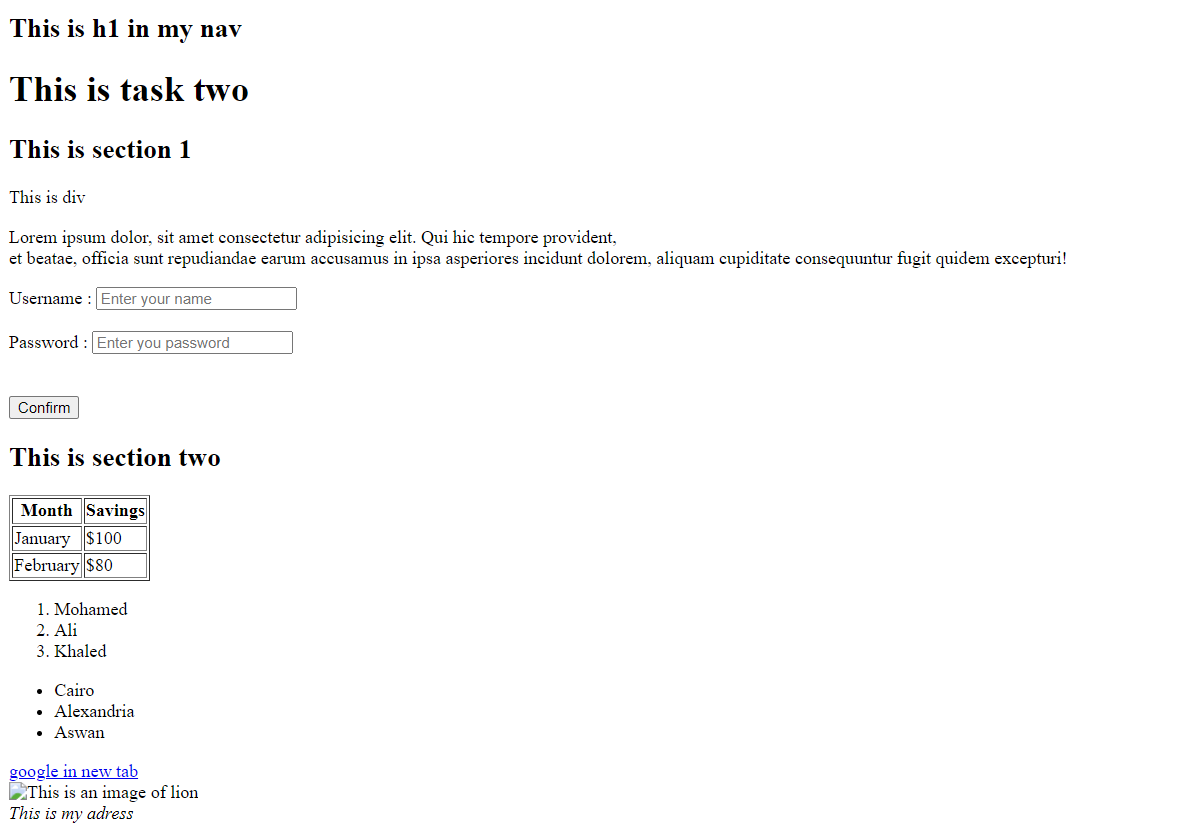 This is h1 in my nav
This is task two
This is section 1
This is div
Lorem ipsum dolor, sit amet consectetur adipisicing elit. Qui hic tempore provident,
et beatae, officia sunt repudiandae earum accusamus in ipsa asperiores incidunt dolorem, aliquam cupiditate consequuntur fugit quidem excepturi!
Username : Enter your name
Password : Enter you password
Confirm
This is section two
Month Savings
January $100
February $80
1. Mohamed
2. Ali
3. Khaled
• Cairo
• Alexandria
• Aswan
google in new tab
This is an image of lion
This is my adress